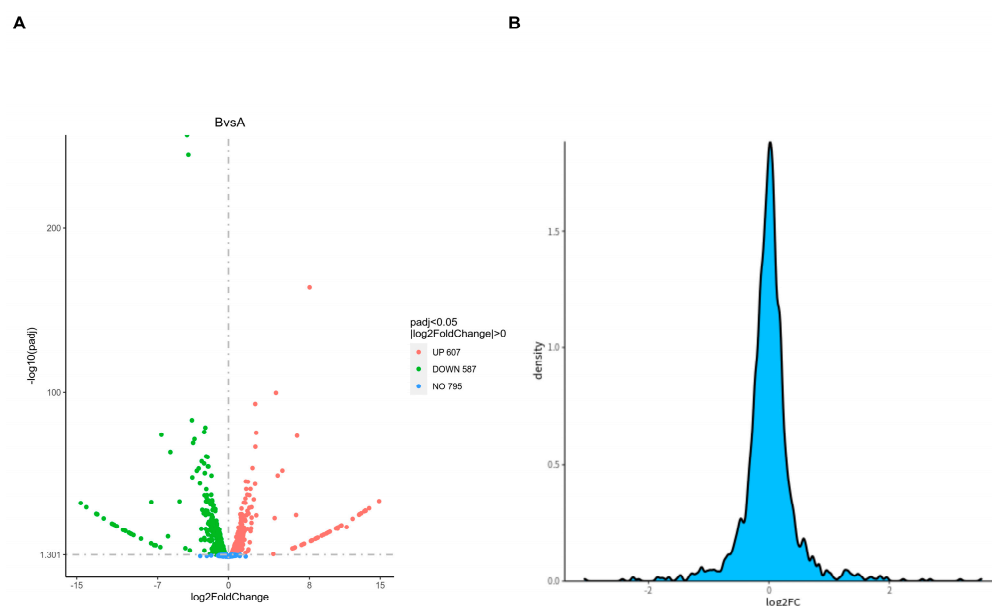 A
B
BvsA
200
100
1.301
-log10(padj)
-15
-7
0
8
15
log2FoldChange
padj<0.05
|log2FoldChange|>0
UP 607
DOWN 587
NO 795
1.5
1.0
0.5
0.0
density
-2
0
2
log2FC